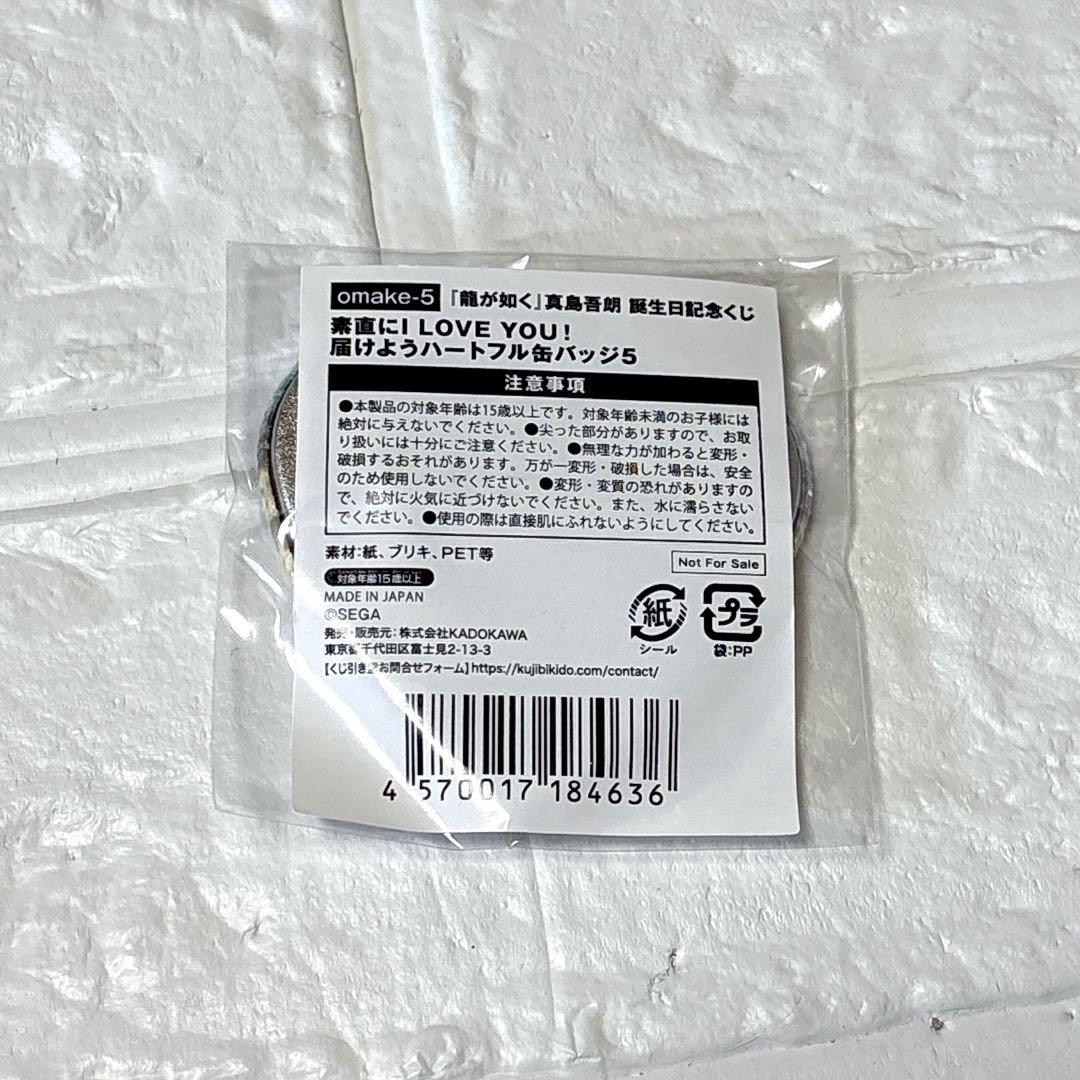 omake-5 『龍が如く』真島吾朗 誕生日記念くじ
素直にI LOVE YOU!
届けようハートフル缶バッジ5
注意事項
●本製品の対象年齢は15歳以上です。対象年齢未満のお子様には
絶対に与えないでください。●尖った部分がありますので、お取
り扱いには十分にご注意ください。●無理な力が加わると変形・
破損するおそれがあります。万が一変形・破損した場合は、安全
のため使用しないでください。●変形・変質の恐れがありますの
で、絶対に火気に近づけないでください。また、水に濡らさない
でください。●使用の際は直接肌にふれないようにしてください。
素材:紙、ブリキ、PET等
Not For Sale
対象年齢15歳以上
MADE IN JAPAN
©SEGA
発売・販売元:株式会社KADOKAWA
東京都千代田区富士見2-13-3
【くじ引き堂お問合せフォーム】https://kujibikido.com/contact/
紙 プラ
シール 袋:PP
4 570017 184636